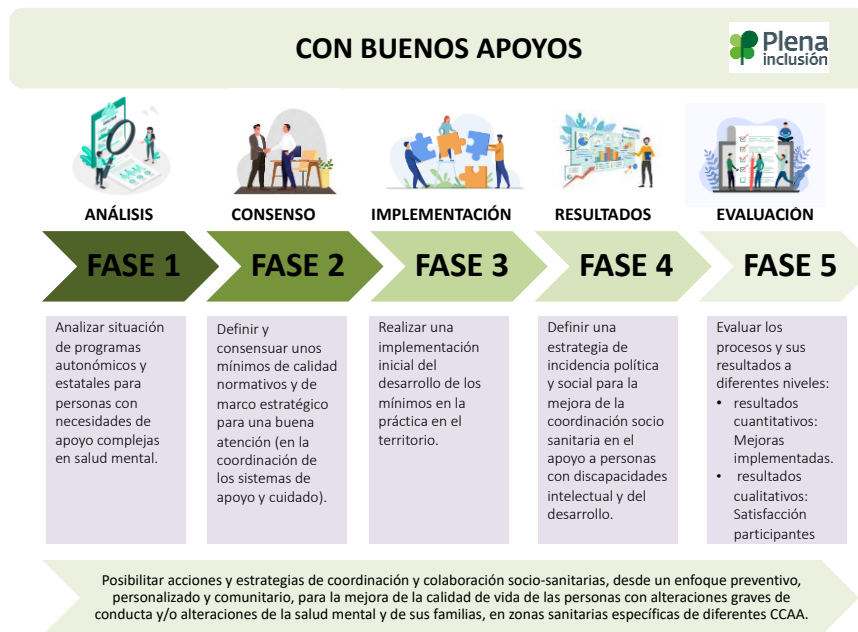 CON BUENOS APOYOS
Plena
inclusión
ANÁLISIS
CONSENSO
IMPLEMENTACIÓN
RESULTADOS
EVALUACIÓN
FASE 1
FASE 2
FASE 3
FASE 4
FASE 5
Analizar situación
de programas
autonómicos y
estatales para
personas con
necesidades de
apoyo complejas
en salud mental.
Definir y
consensuar unos
mínimos de calidad
normativos y de
marco estratégico
para una buena
atención (en la
coordinación de
los sistemas de
apoyo y cuidado).
Realizar una
implementación
inicial del
desarrollo de los
mínimos en la
práctica en el
territorio.
Definir una
estrategia de
incidencia política
y social para la
mejora de la
coordinación socio
sanitaria en el
apoyo a personas
con discapacidades
intelectual y del
desarrollo.
Evaluar los
procesos y sus
resultados a
diferentes niveles:
• resultados
cuantitativos:
Mejoras
implementadas.
• resultados
cualitativos:
Satisfacción
participantes
Posibilitar acciones y estrategias de coordinación y colaboración socio-sanitarias, desde un enfoque preventivo,
personalizado y comunitario, para la mejora de la calidad de vida de las personas con alteraciones graves de
conducta y/o alteraciones de la salud mental y de sus familias, en zonas sanitarias específicas de diferentes CCAA.